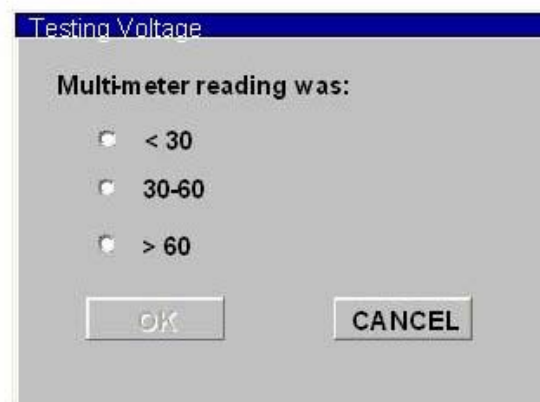 Testing Voltage
Multi-meter reading was:
< 30
30-60
> 60
OK CANCEL